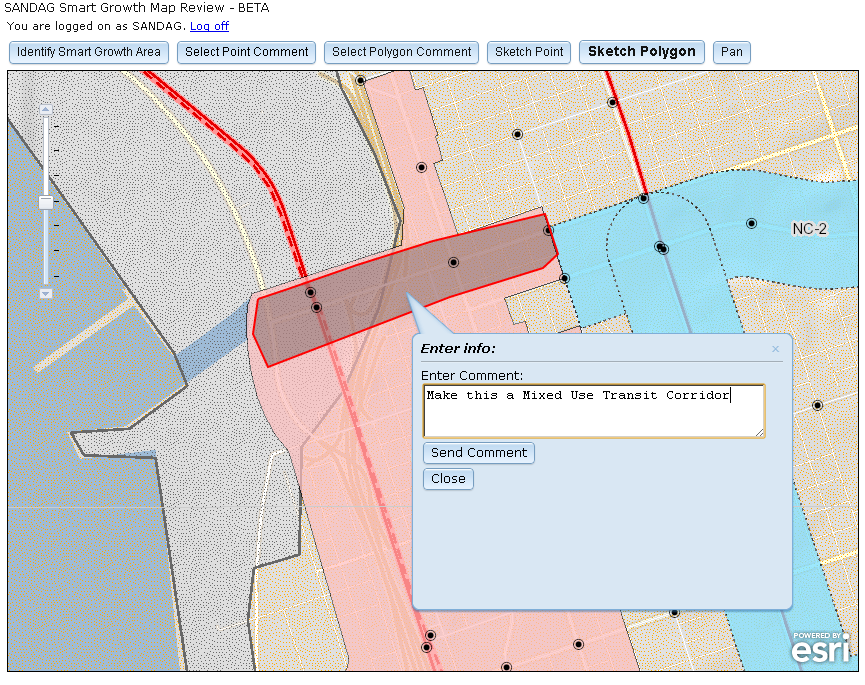 SANDAG Smart Growth Map Review - BETA
You are logged on as SANDAG. Log off
Identify Smart Growth Area Select Point Comment Select Polygon Comment Sketch Point Sketch Polygon Pan
NC-2
Enter info: ×
Enter Comment:
Make this a Mixed Use Transit Corridor
Send Comment
Close
POWERED BY
esri